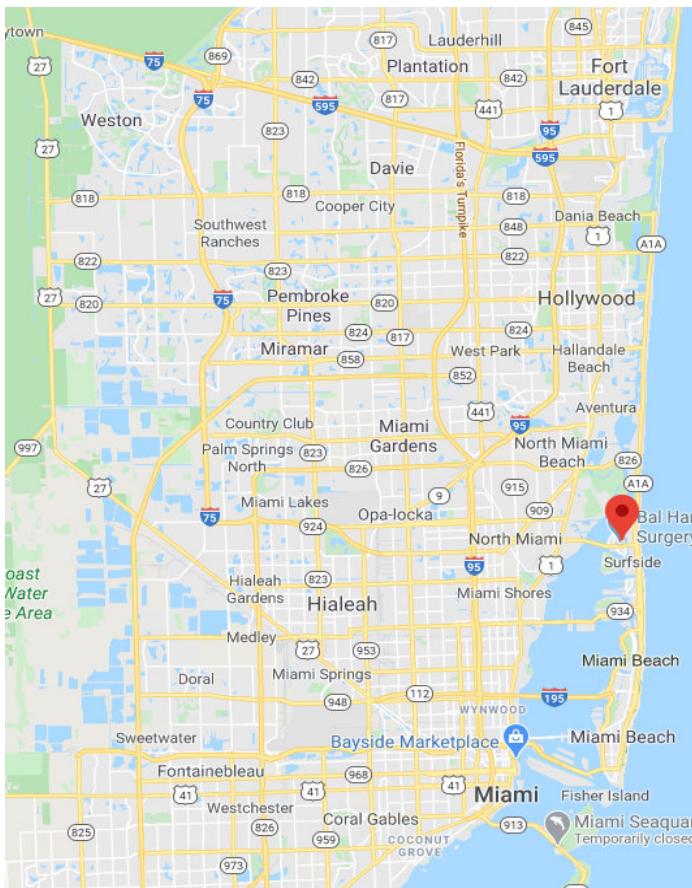 ytown
27
75
869
817
Lauderhill
845
Plantation
842
842
Fort
Lauderdale
75
595
817
441
1
95
Weston
823
27
595
Davie
Florida's Turnpike
818
818
818
Cooper City
Dania Beach
Southwest
Ranches
848
1
A1A
822
822
823
27
75
820
Pembroke
Pines
820
Hollywood
824
817
824
Miramar
858
West Park
Hallandale
Beach
852
441
Aventura
Country Club
Miami
Gardens
95
997
Palm Springs
North
823
826
North Miami
Beach
826
27
9
915
A1A
Miami Lakes
75
924
Opa-locka
909
Bal Har
Surgery
North Miami
Surfside
95
1
oast
Water
e Area
Hialeah
Gardens
823
Miami Shores
Hialeah
934
Medley
27
953
Miami Beach
Doral
Miami Springs
948
112
195
WYNWOOD
Sweetwater
Bayside Marketplace
Miami Beach
Fontainebleau
968
41
41
41
Miami
Fisher Island
Westchester
Coral Gables
825
826
959
913
Miami Seaqua
Temporarily closed
COCONUT
GROVE
973